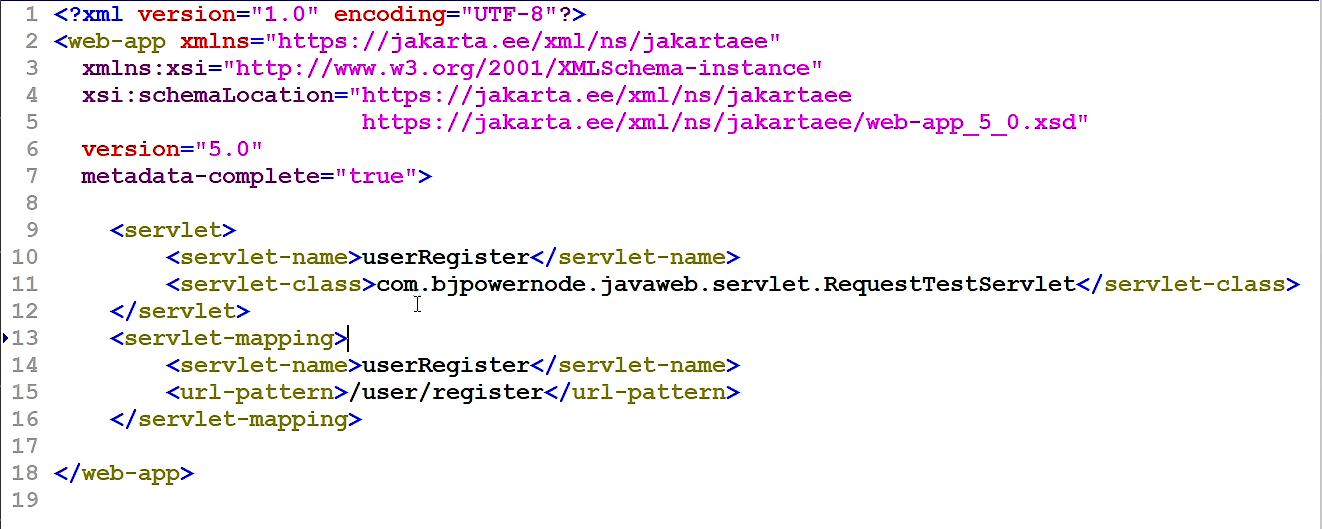 1 <?xml version="1.0" encoding="UTF-8"?>
2 <web-app xmlns="https://jakarta.ee/xml/ns/jakartaee"
3 xmlns:xsi="http://www.w3.org/2001/XMLSchema-instance"
4 xsi:schemaLocation="https://jakarta.ee/xml/ns/jakartaee
5 https://jakarta.ee/xml/ns/jakartaee/web-app_5_0.xsd"
6 version="5.0"
7 metadata-complete="true">
8
9 <servlet>
10 <servlet-name>userRegister</servlet-name>
11 <servlet-class>com.bjpowernode.javaweb.servlet.RequestTestServlet</servlet-class>
12 </servlet>
13 <servlet-mapping>
14 <servlet-name>userRegister</servlet-name>
15 <url-pattern>/user/register</url-pattern>
16 </servlet-mapping>
17
18 </web-app>
19